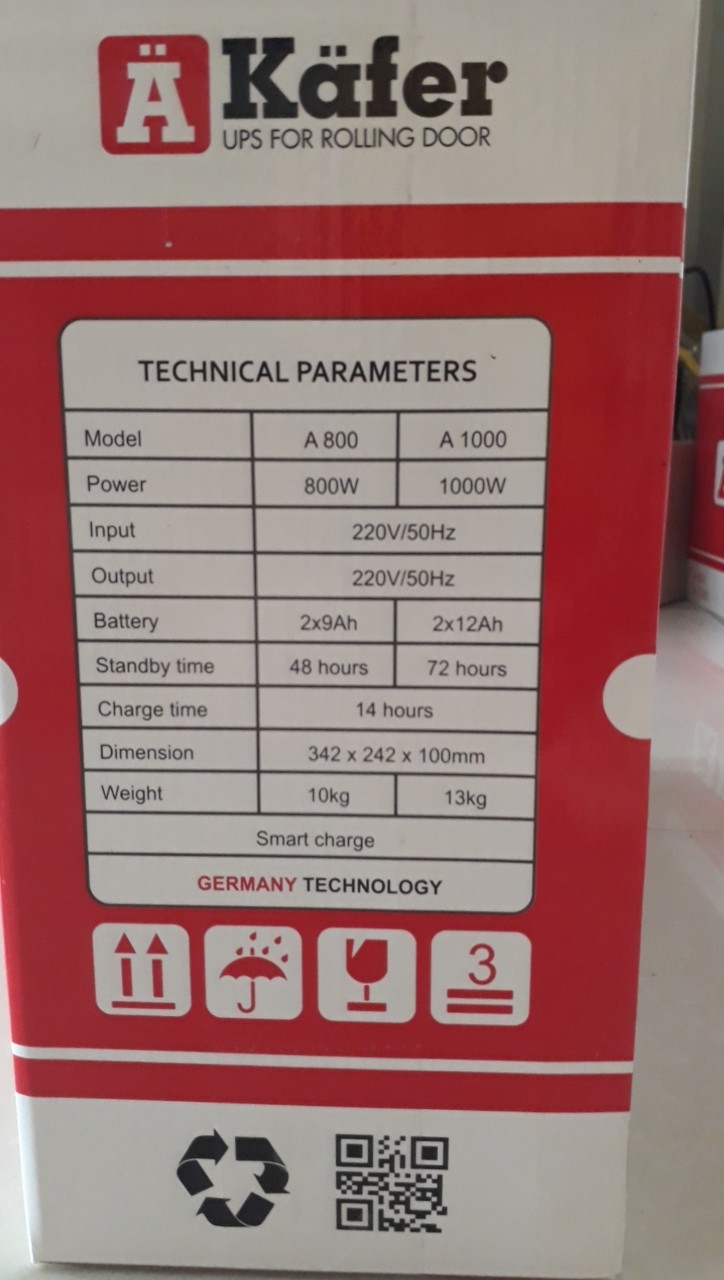 Ä Käfer
UPS FOR ROLLING DOOR
TECHNICAL PARAMETERS
Model A 800 A 1000
Power 800W 1000W
Input 220V/50Hz
Output 220V/50Hz
Battery 2x9Ah 2x12Ah
Standby time 48 hours 72 hours
Charge time 14 hours
Dimension 342 x 242 x 100mm
Weight 10kg 13kg
Smart charge
GERMANY TECHNOLOGY
3